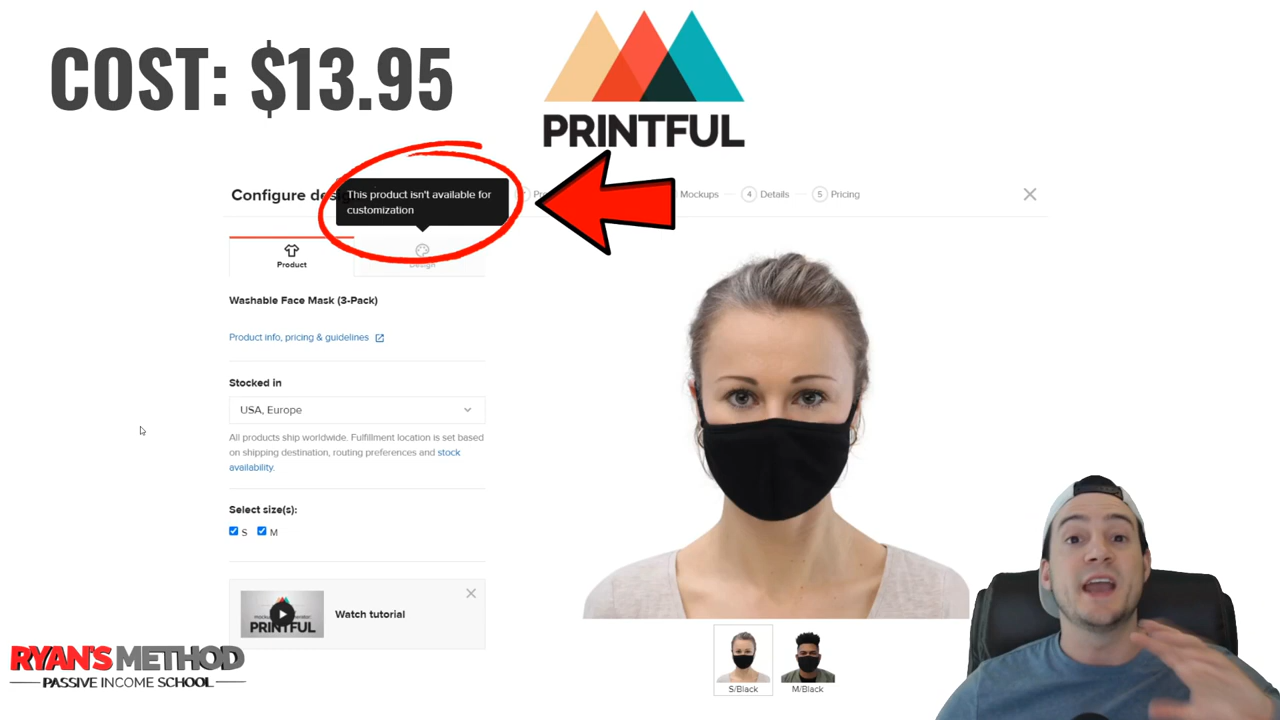 COST: $13.95
PRINTFUL
Configure desig
This product isn't available for
customization
Mockups
4 Details
5 Pricing
Product
Design
Washable Face Mask (3-Pack)
Product info, pricing & guidelines
Stocked in
USA, Europe
All products ship worldwide. Fulfillment location is set based
on shipping destination, routing preferences and stock
availability.
Select size(s):
S M
PRINTFUL
Watch tutorial
S/Black
M/Black
RYAN'S METHOD
PASSIVE INCOME SCHOOL